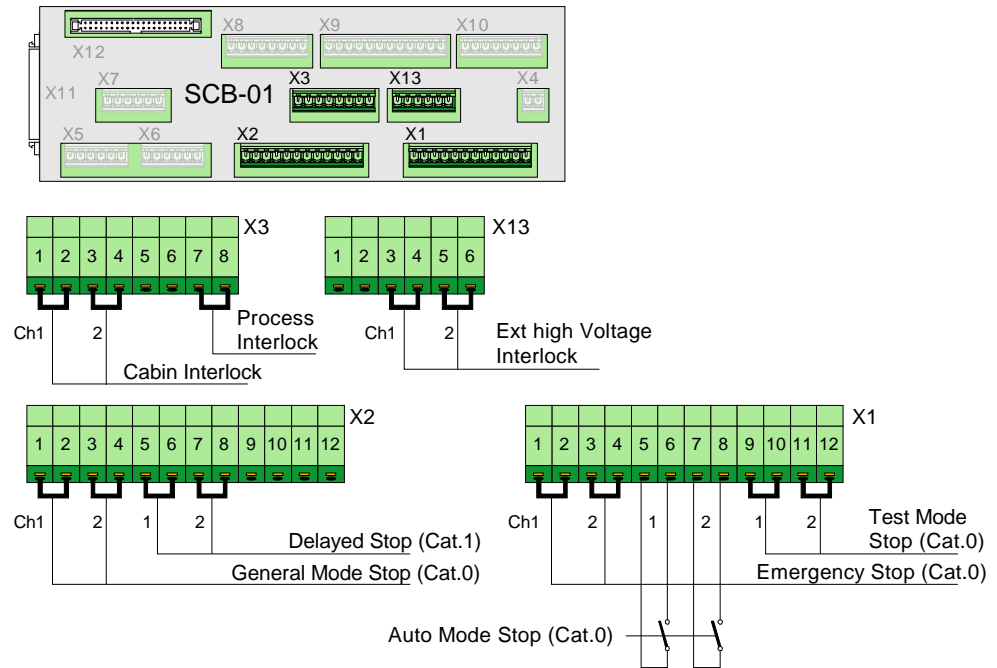 X8 X9 X10
X12
X11 X7 SCB-01 X3 X13 X4
X5 X6 X2 X1
X3
1 2 3 4 5 6 7 8
Ch1 2
Process
Interlock
Cabin Interlock
X13
1 2 3 4 5 6
Ch1 2
Ext high Voltage
Interlock
X2
1 2 3 4 5 6 7 8 9 10 11 12
Ch1 2 1 2
Delayed Stop (Cat.1)
General Mode Stop (Cat.0)
X1
1 2 3 4 5 6 7 8 9 10 11 12
Ch1 2 1 2 1 2
Test Mode
Stop (Cat.0)
Emergency Stop (Cat.0)
Auto Mode Stop (Cat.0)